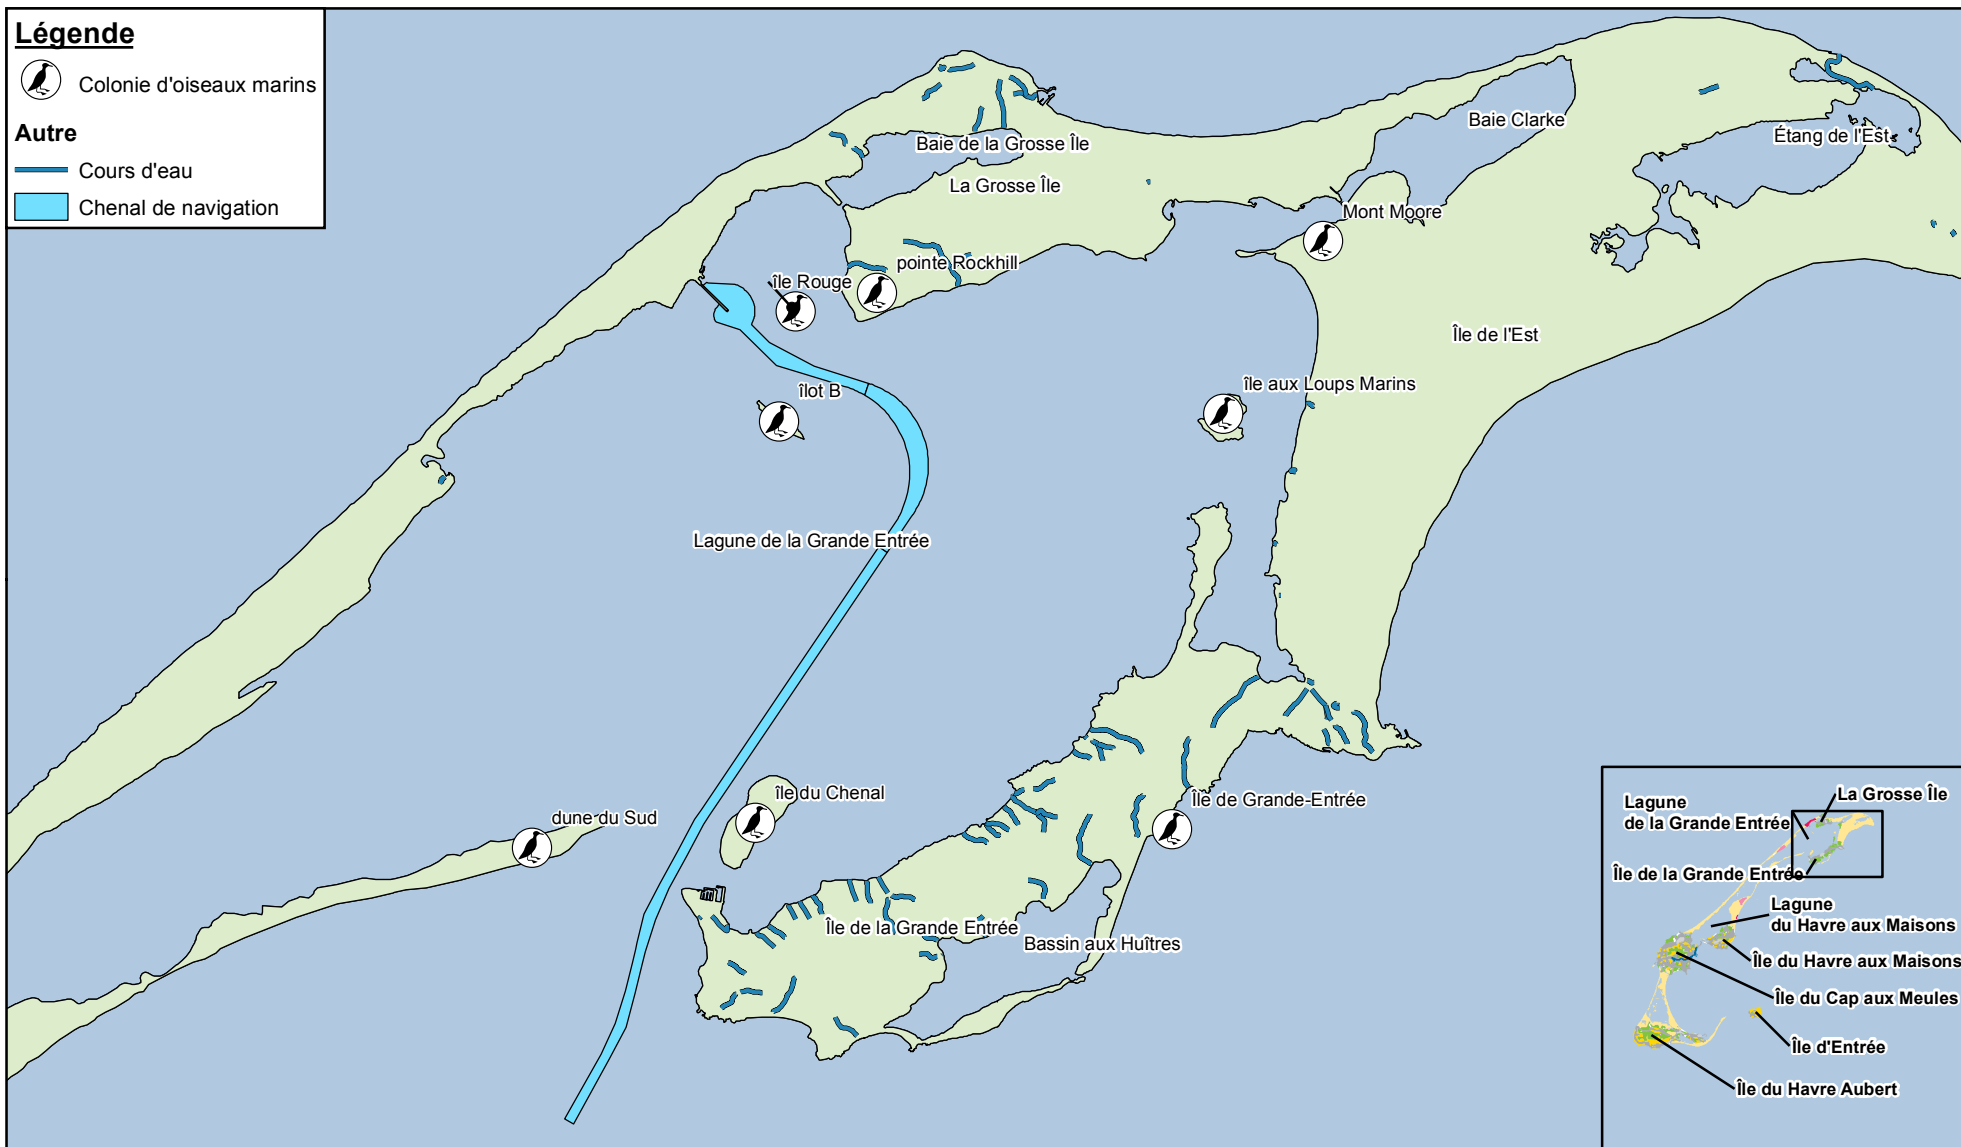 Légende
Colonie d'oiseaux marins
Autre
Cours d'eau
Chenal de navigation
Baie Clarke
Étang de l'Est
Baie de la Grosse Île
La Grosse Île
Mont Moore
pointe Rockhill
île Rouge
Île de l'Est
îlot B
île aux Loups Marins
Lagune de la Grande Entrée
île du Chenal
Île de Grande-Entrée
dune du Sud
Île de la Grande Entrée
Bassin aux Huîtres
La Grosse Île
Lagune
de la Grande Entrée
Île de la Grande Entrée
Lagune
du Havre aux Maisons
Île du Havre aux Maisons
Île du Cap aux Meules
Île d'Entrée
Île du Havre Aubert